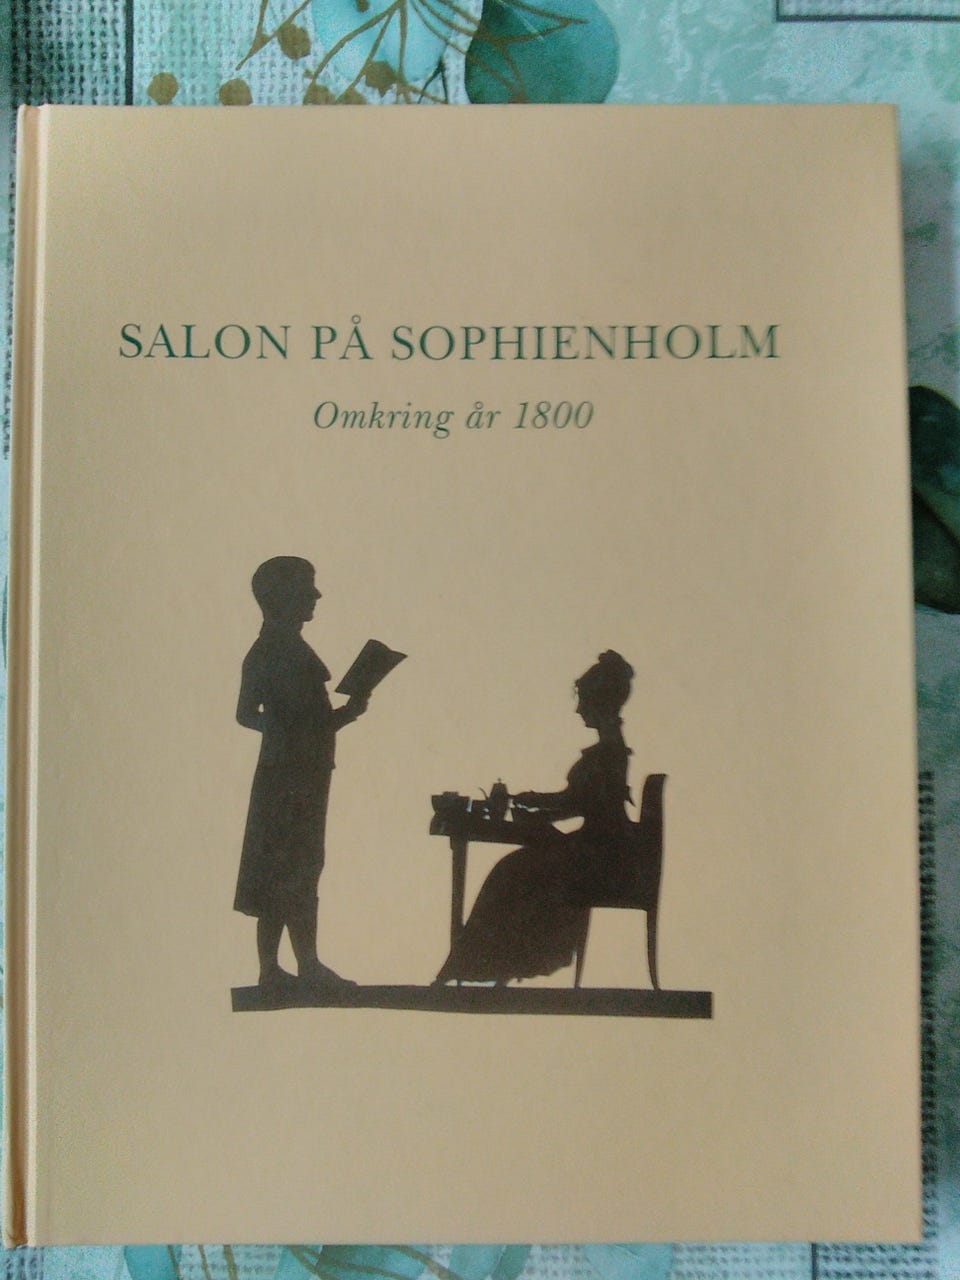 SALON PÅ SOPHIENHOLM
Omkring år 1800